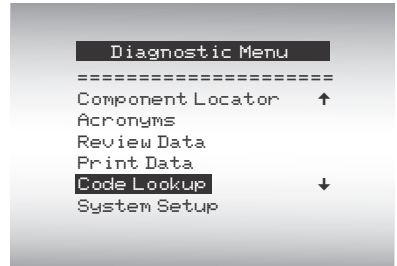 Diagnostic Menu
=====================
Component Locator ↑
Acronyms
Review Data
Print Data
Code Lookup ↓
System Setup